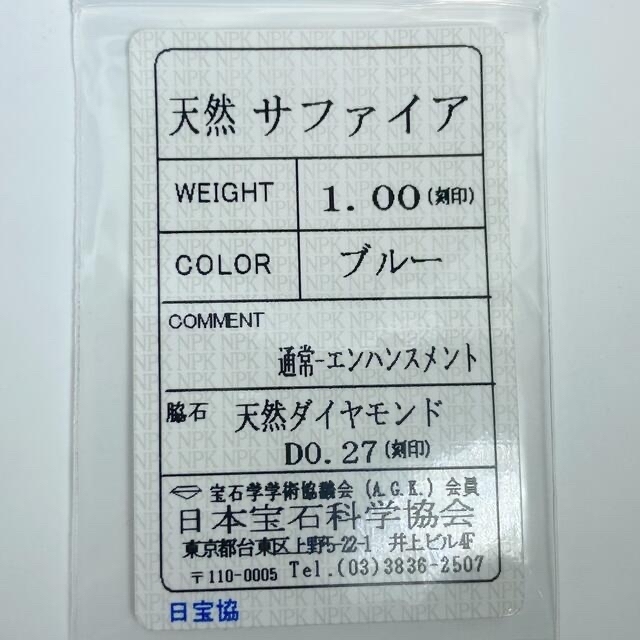 天然 サファイア
WEIGHT 1.00(刻印)
COLOR ブルー
COMMENT
通常-エンハンスメント
脇石 天然ダイヤモンド
D0.27(刻印)
宝石学学術協議会 (A.G.K.) 会員
日本宝石科学協会
東京都台東区上野5-22-1 井上ビル4F
〒110-0005 Tel.(03)3836-2507
日宝協